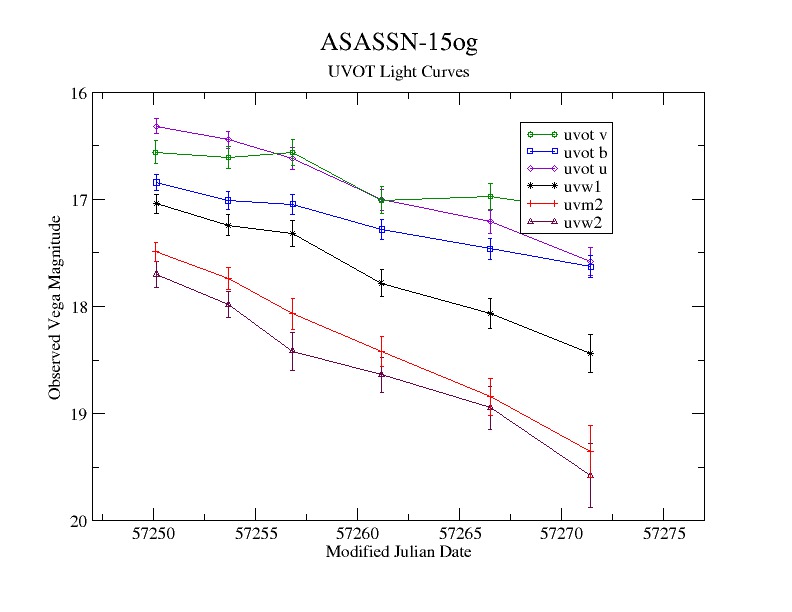 ASASSN-15og
UVOT Light Curves
16
17
18
19
20
Observed Vega Magnitude
uvot v
uvot b
uvot u
uvw1
uvm2
uvw2
57250 57255 57260 57265 57270 57275
Modified Julian Date